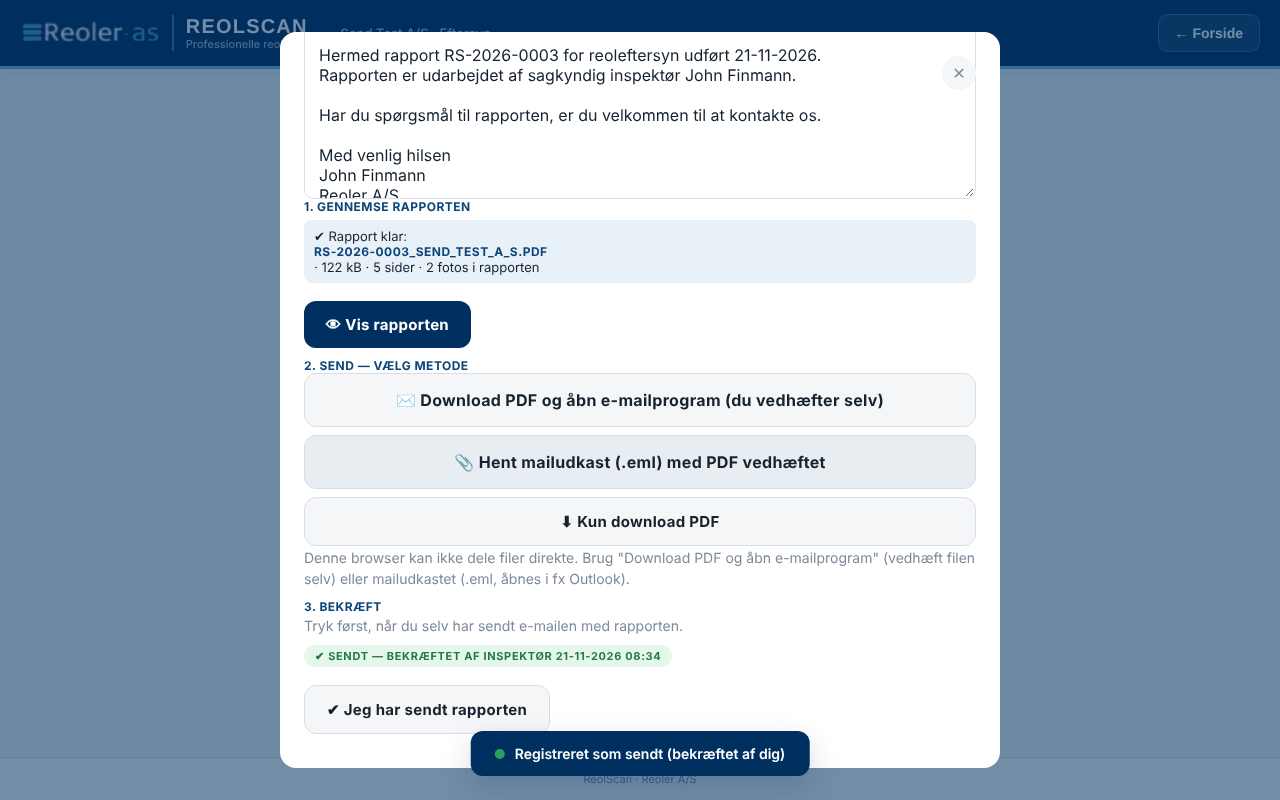 Reoler·as
REOLSCAN
Professionelle reo
Send Test A/S · Eftersyn
← Forside
Hermed rapport RS-2026-0003 for reoleftersyn udført 21-11-2026.
Rapporten er udarbejdet af sagkyndig inspektør John Finmann.
Har du spørgsmål til rapporten, er du velkommen til at kontakte os.
Med venlig hilsen
John Finmann
Reoler A/S
1. GENNEMSE RAPPORTEN
✔ Rapport klar:
RS-2026-0003_SEND_TEST_A_S.PDF
· 122 kB · 5 sider · 2 fotos i rapporten
👁 Vis rapporten
2. SEND — VÆLG METODE
✉️ Download PDF og åbn e-mailprogram (du vedhæfter selv)
📎 Hent mailudkast (.eml) med PDF vedhæftet
⬇ Kun download PDF
Denne browser kan ikke dele filer direkte. Brug "Download PDF og åbn e-mailprogram" (vedhæft filen
selv) eller mailudkastet (.eml, åbnes i fx Outlook).
3. BEKRÆFT
Tryk først, når du selv har sendt e-mailen med rapporten.
✔ SENDT — BEKRÆFTET AF INSPEKTØR 21-11-2026 08:34
✔ Jeg har sendt rapporten
Registreret som sendt (bekræftet af dig)
ReolScan · Reoler A/S